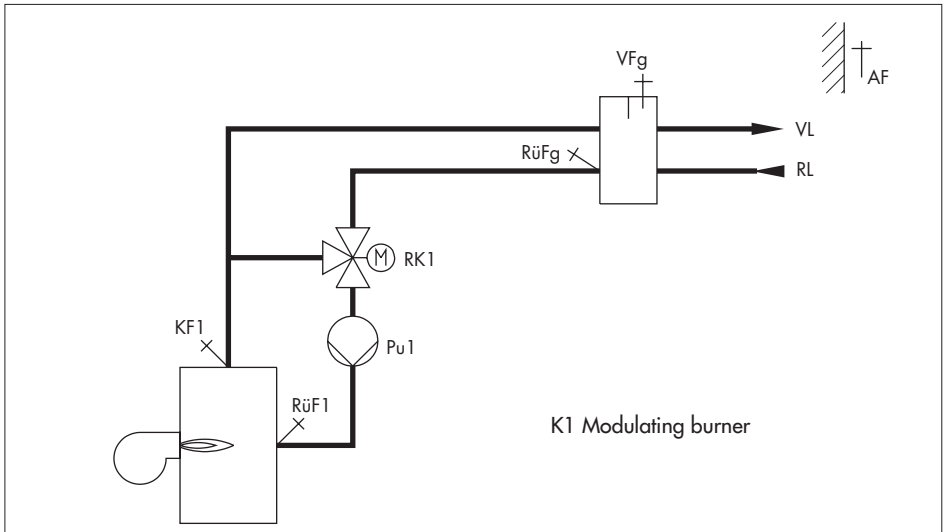 VFg
AF
VL
RüFg
RL
M
RK1
KF1
Pu1
RüF1
K1 Modulating burner